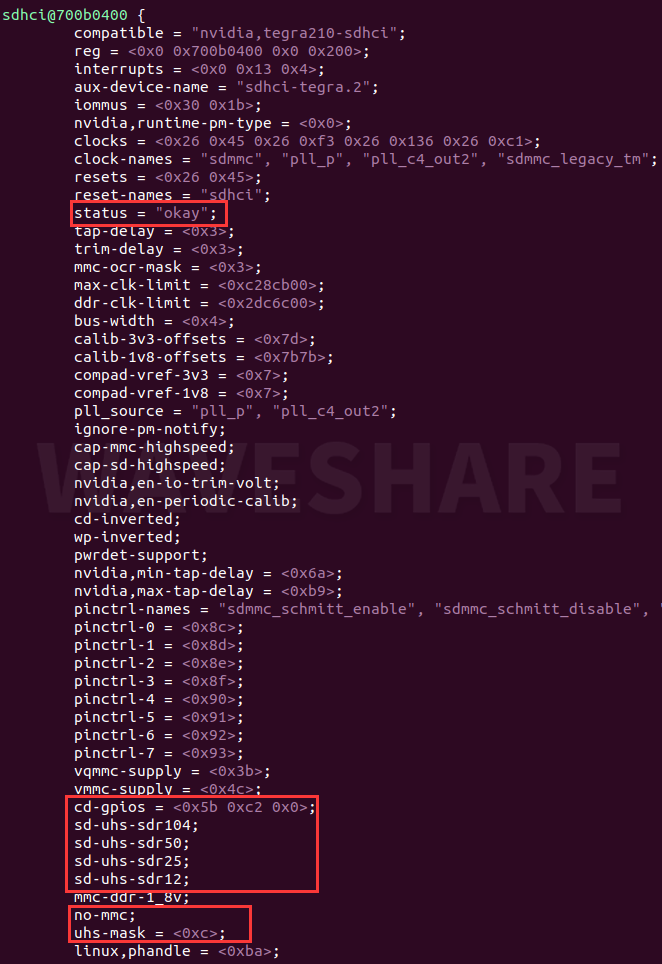 sdhci@700b0400 {
compatible = "nvidia,tegra210-sdhci";
reg = <0x0 0x700b0400 0x0 0x200>;
interrupts = <0x0 0x13 0x4>;
aux-device-name = "sdhci-tegra.2";
iommus = <0x30 0x1b>;
nvidia,runtime-pm-type = <0x0>;
clocks = <0x26 0x45 0x26 0xf3 0x26 0x136 0x26 0xc1>;
clock-names = "sdmmc", "pll_p", "pll_c4_out2", "sdmmc_legacy_tm";
resets = <0x26 0x45>;
reset-names = "sdhci";
status = "okay";
tap-delay = <0x3>;
trim-delay = <0x3>;
mmc-ocr-mask = <0x3>;
max-clk-limit = <0xc28cb00>;
ddr-clk-limit = <0x2dc6c00>;
bus-width = <0x4>;
calib-3v3-offsets = <0x7d>;
calib-1v8-offsets = <0x7b7b>;
compad-vref-3v3 = <0x7>;
compad-vref-1v8 = <0x7>;
pll_source = "pll_p", "pll_c4_out2";
ignore-pm-notify;
cap-mmc-highspeed;
cap-sd-highspeed;
WAVESHARE
nvidia,en-io-trim-volt;
nvidia,en-periodic-calib;
cd-inverted;
wp-inverted;
pwrdet-support;
nvidia,min-tap-delay = <0x6a>;
nvidia,max-tap-delay = <0xb9>;
pinctrl-names = "sdmmc_schmitt_enable", "sdmmc_schmitt_disable", "
pinctrl-0 = <0x8c>;
pinctrl-1 = <0x8d>;
pinctrl-2 = <0x8e>;
pinctrl-3 = <0x8f>;
pinctrl-4 = <0x90>;
pinctrl-5 = <0x91>;
pinctrl-6 = <0x92>;
pinctrl-7 = <0x93>;
vqmmc-supply = <0x3b>;
vmmc-supply = <0x4c>;
cd-gpios = <0x5b 0xc2 0x0>;
sd-uhs-sdr104;
sd-uhs-sdr50;
sd-uhs-sdr25;
sd-uhs-sdr12;
mmc-ddr-1_8v;
no-mmc;
uhs-mask = <0xc>;
linux,phandle = <0xba>;